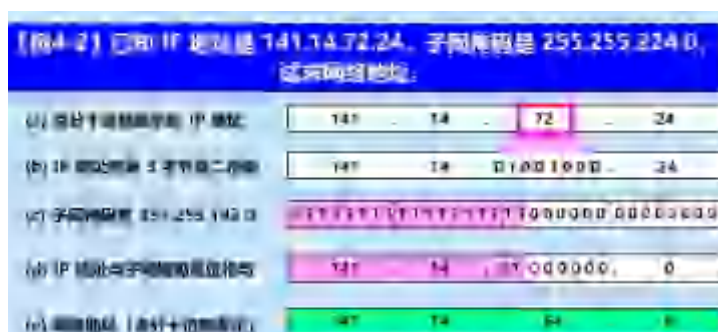 【例4-2】已知 IP 地址是 141.14.72.24，子网掩码是 255.255.224.0，
试求网络地址。
(a) 点分十进制表示的 IP 地址 141 . 14 . 72 . 24
(b) IP 地址的第 3 字节是二进制 141 . 14 . 01001000 . 24
(c) 子网掩码 255.255.192.0 11111111 11111111 11000000 00000000
(d) IP 地址与子网掩码逐位相与 141 . 14 . 01000000 . 0
(e) 网络地址（点分十进制表示） 141 . 14 . 64 . 0